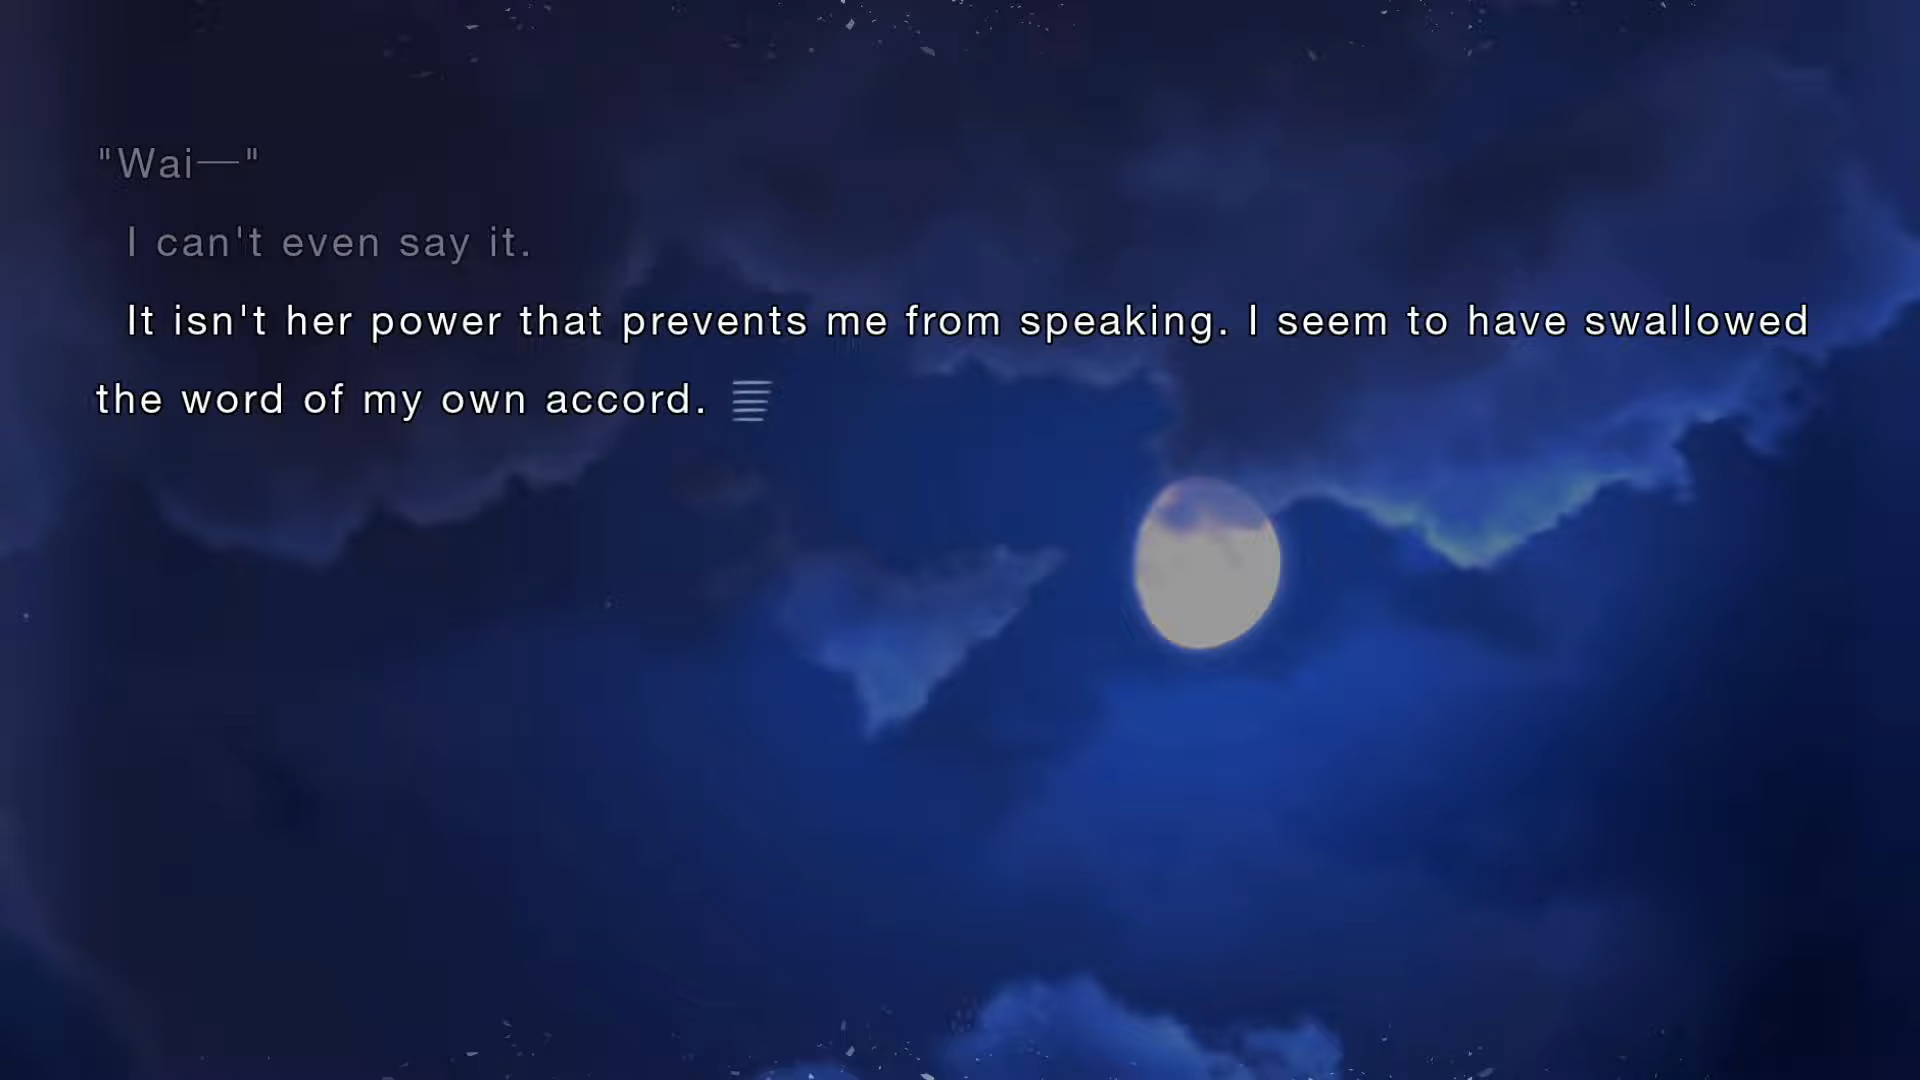 "Wai—"
I can't even say it.
It isn't her power that prevents me from speaking. I seem to have swallowed
the word of my own accord.